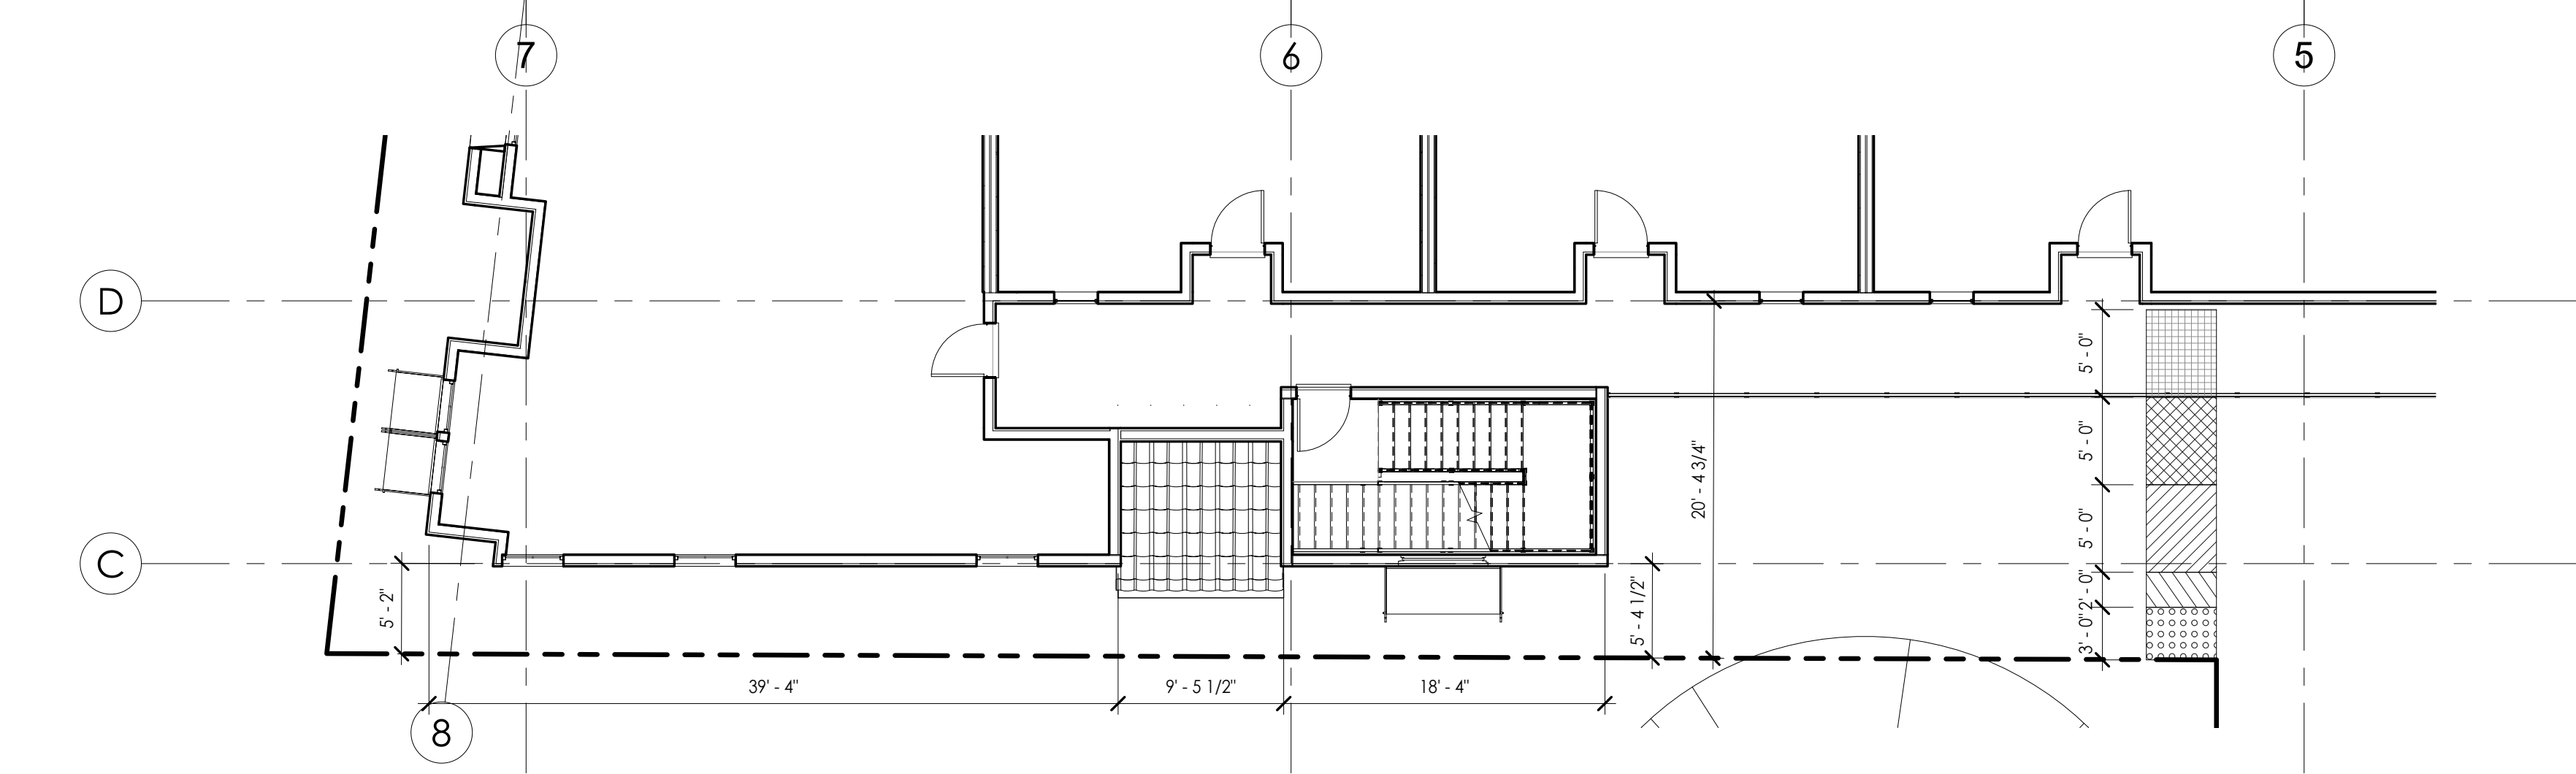 7
6
5
D
C
8
5' - 0"
5' - 0"
5' - 0"
2' - 0"
3' - 0"
20' - 4 3/4"
5' - 2"
5' - 4 1/2"
39' - 4"
9' - 5 1/2"
18' - 4"